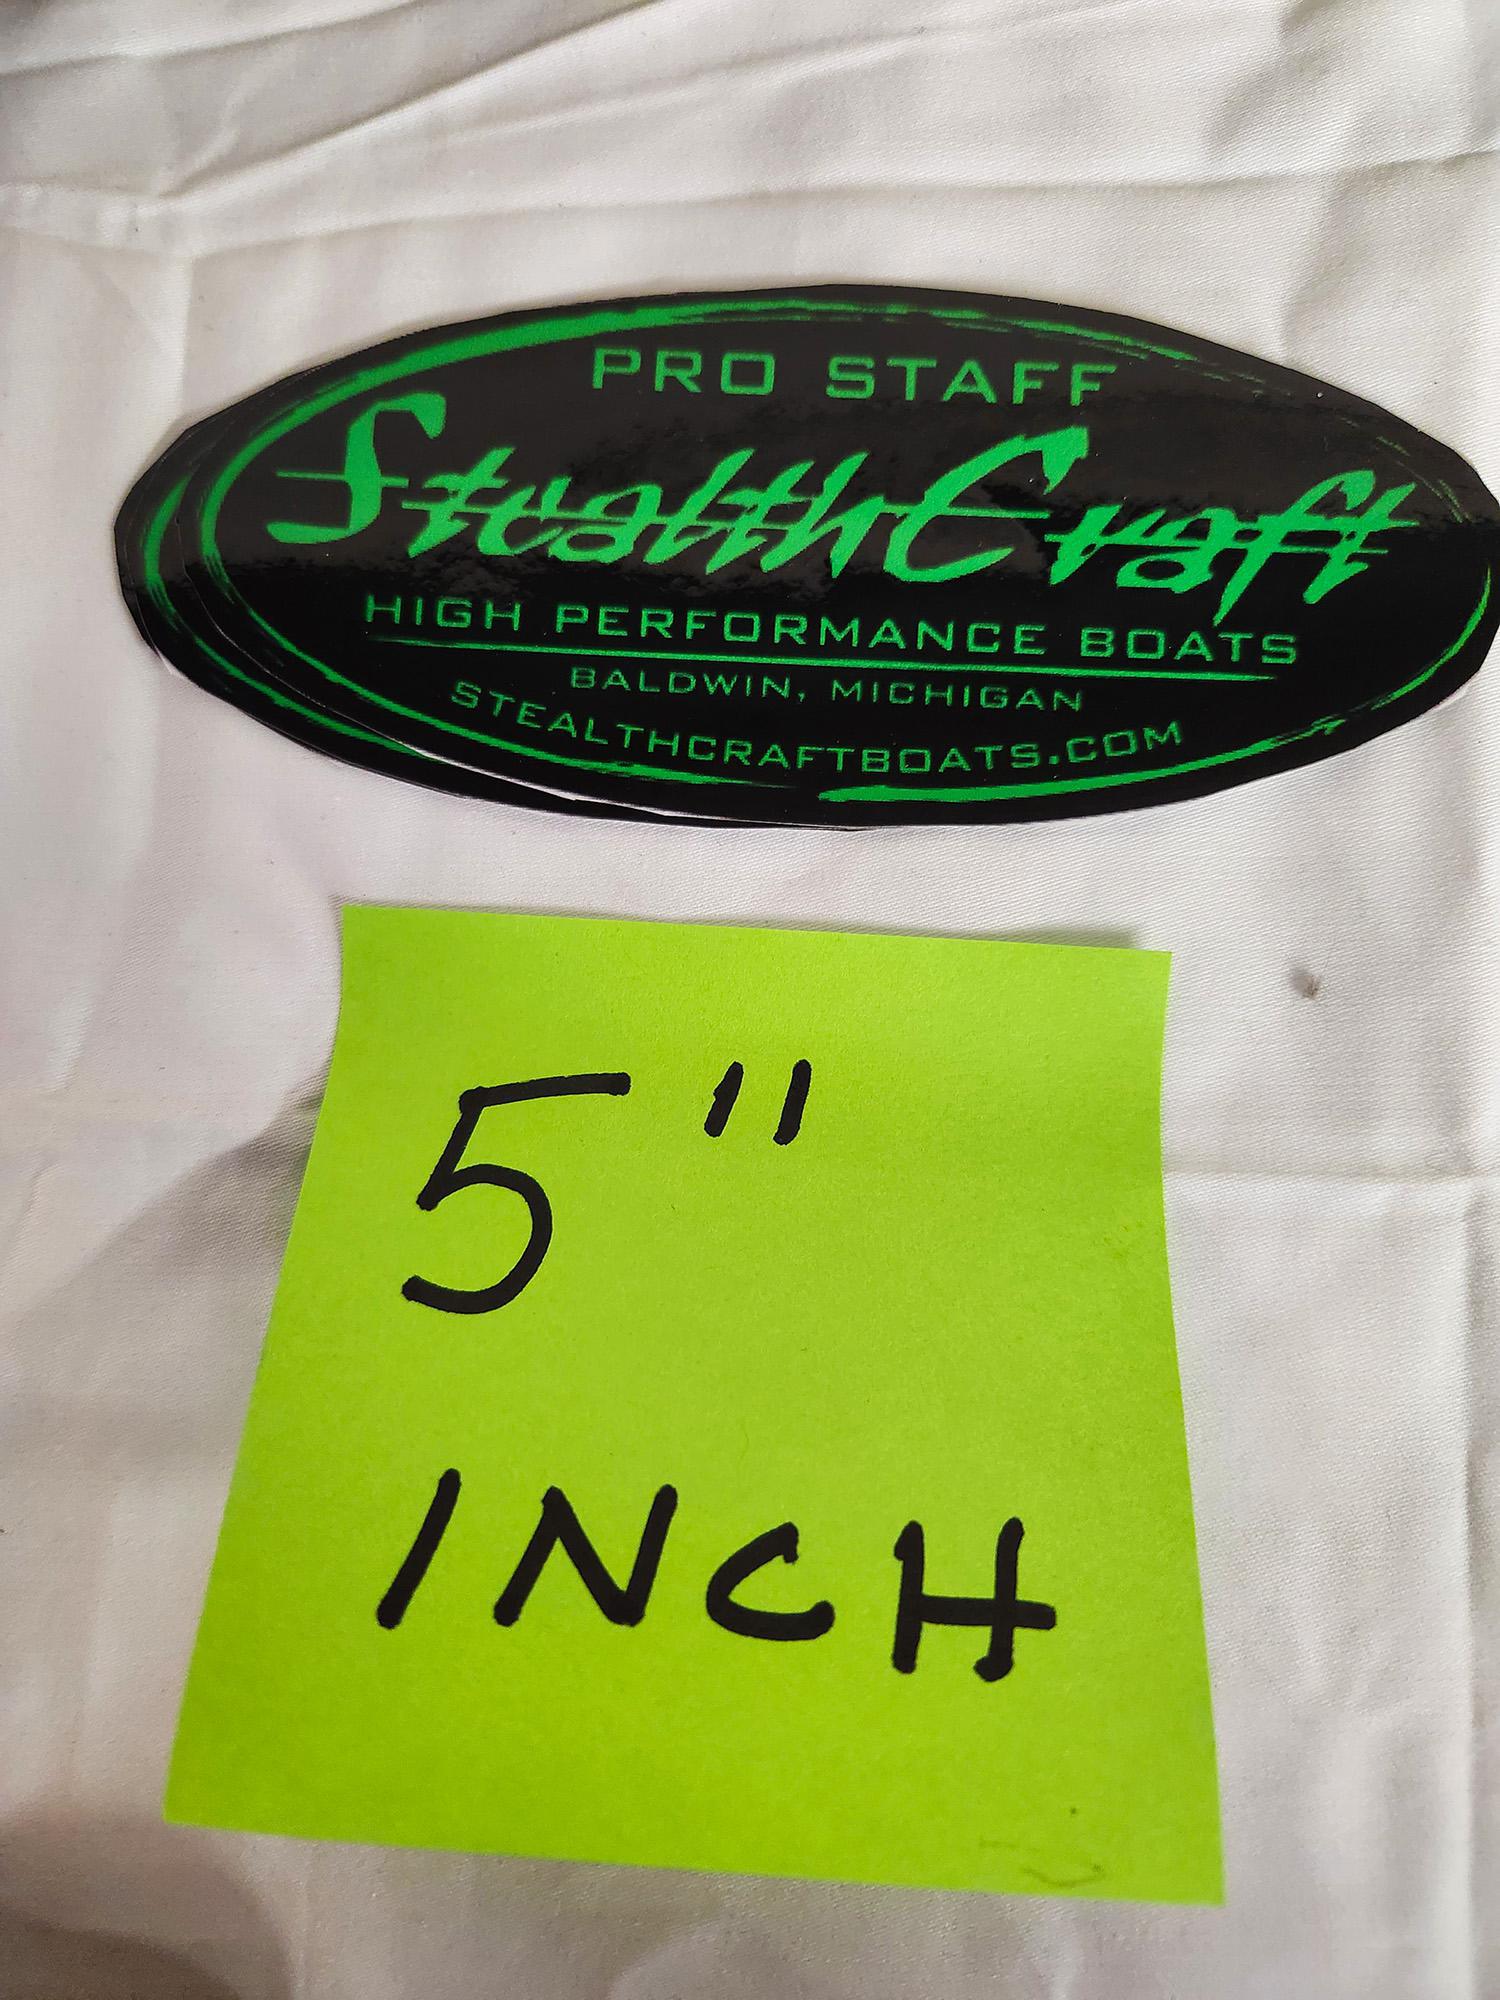 PRO STAFF
StealthCraft
HIGH PERFORMANCE BOATS
BALDWIN, MICHIGAN
STEALTHCRAFTBOATS.COM
5"
INCH